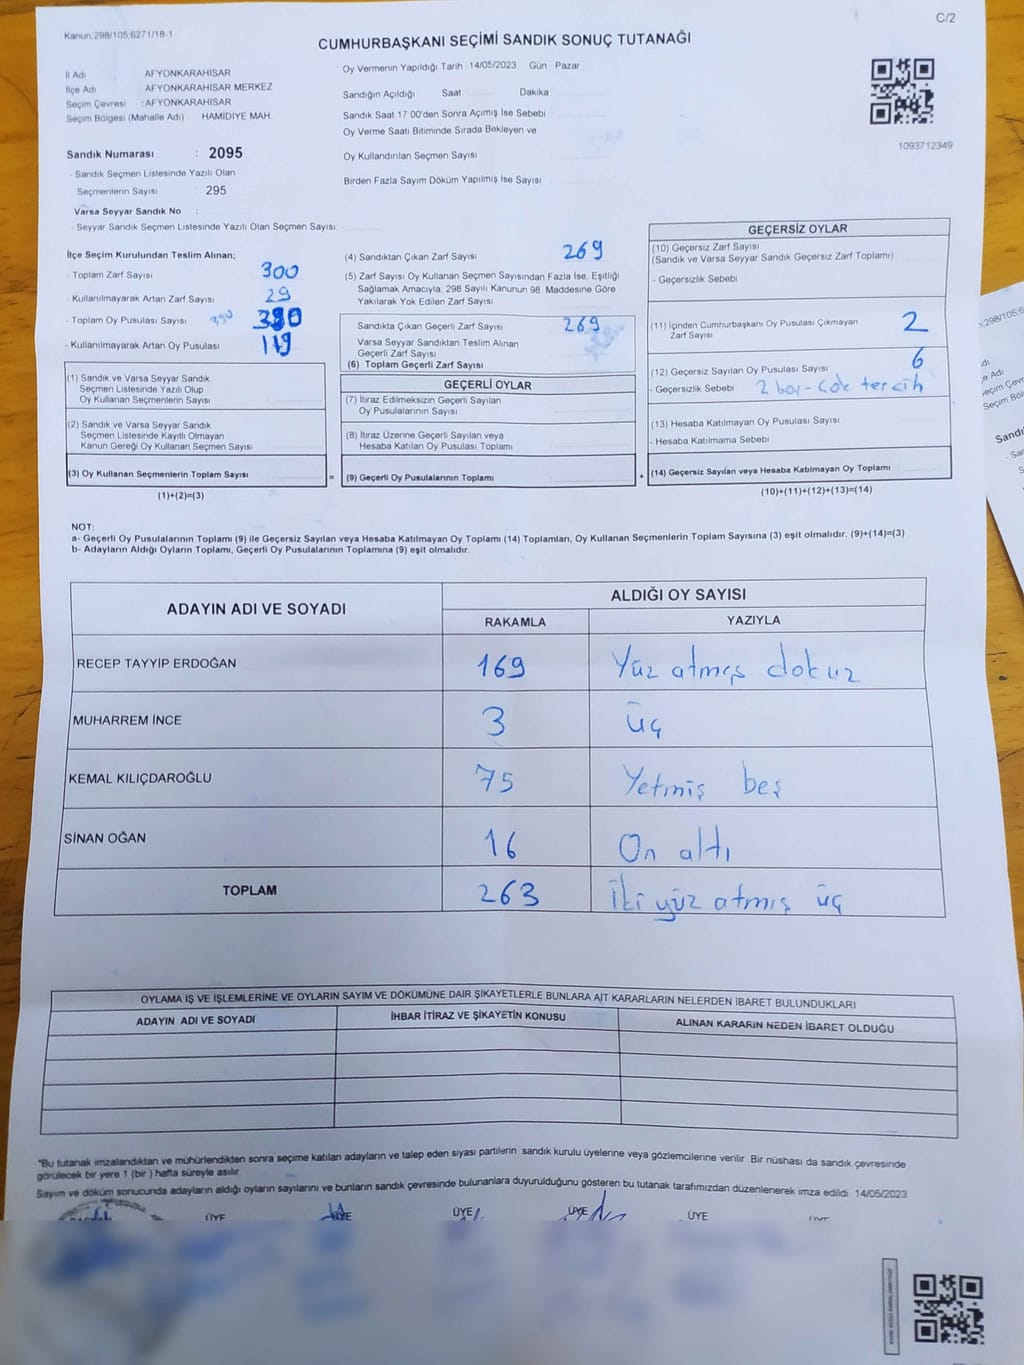 C/2
Kanun 298/105,6271/18-1
CUMHURBAŞKANI SEÇİMİ SANDIK SONUÇ TUTANAĞI
İl Adı AFYONKARAHİSAR
İlçe Adı AFYONKARAHİSAR MERKEZ
Seçim Çevresi : AFYONKARAHİSAR
Seçim Bölgesi (Mahalle Adı) HAMİDİYE MAH
Oy Vermenin Yapıldığı Tarih 14/05/2023 Gün Pazar
Sandığın Açıldığı Saat Dakika
Sandık Saat 17.00'den Sonra Açımış İse Sebebi
Oy Verme Saati Bitiminde Sırada Bekleyen ve
Oy Kullandırılan Seçmen Sayısı
Birden Fazla Sayım Döküm Yapılmış İse Sayısı
1093712349
Sandık Numarası : 2095
- Sandık Seçmen Listesinde Yazılı Olan
Seçmenlerin Sayısı : 295
Varsa Seyyar Sandık No :
- Seyyar Sandık Seçmen Listesinde Yazılı Olan Seçmen Sayısı:
İlçe Seçim Kurulundan Teslim Alınan;
- Toplam Zarf Sayısı 300
- Kullanılmayarak Artan Zarf Sayısı 29
- Toplam Oy Pusulası Sayısı
- Kullanılmayarak Artan Oy Pusulası 119
(1) Sandık ve Varsa Seyyar Sandık
Seçmen Listesinde Yazılı Olup
Oy Kullanan Seçmenlerin Sayısı
(2) Sandık ve Varsa Seyyar Sandık
Seçmen Listesinde Kayıtlı Olmayan
Kanun Gereği Oy Kullanan Seçmen Sayısı
(3) Oy Kullanan Seçmenlerin Toplam Sayısı
(1)+(2)=(3)
(4) Sandıktan Çıkan Zarf Sayısı 269
(5) Zarf Sayısı Oy Kullanan Seçmen Sayısından Fazla İse, Eşitliği
Sağlamak Amacıyla; 298 Sayılı Kanunun 98. Maddesine Göre
Yakılarak Yok Edilen Zarf Sayısı
Sandıkta Çıkan Geçerli Zarf Sayısı 269
Varsa Seyyar Sandıktan Teslim Alınan
Geçerli Zarf Sayısı
(6) Toplam Geçerli Zarf Sayısı
GEÇERLİ OYLAR
(7) İtiraz Edilmeksizin Geçerli Sayılan
Oy Pusulalarının Sayısı
(8) İtiraz Üzerine Geçerli Sayılan veya
Hesaba Katılan Oy Pusulası Toplamı
=
(9) Geçerli Oy Pusulalarının Toplamı
+
GEÇERSİZ OYLAR
(10) Geçersiz Zarf Sayısı
(Sandık ve Varsa Seyyar Sandık Geçersiz Zarf Toplamı)
- Geçersizlik Sebebi
(11) İçinden Cumhurbaşkanı Oy Pusulası Çıkmayan
Zarf Sayısı 2
(12) Geçersiz Sayılan Oy Pusulası Sayısı 6
- Geçersizlik Sebebi 2 boş - Çok tercih
(13) Hesaba Katılmayan Oy Pusulası Sayısı
- Hesaba Katılmama Sebebi
(14) Geçersiz Sayılan veya Hesaba Katılmayan Oy Toplamı
(10)+(11)+(12)+(13)=(14)
NOT:
a- Geçerli Oy Pusulalarının Toplamı (9) ile Geçersiz Sayılan veya Hesaba Katılmayan Oy Toplamı (14) Toplamları, Oy Kullanan Seçmenlerin Toplam Sayısına (3) eşit olmalıdır. (9)+(14)=(3)
b- Adayların Aldığı Oyların Toplamı, Geçerli Oy Pusulalarının Toplamına (9) eşit olmalıdır.
ADAYIN ADI VE SOYADI
ALDIĞI OY SAYISI
RAKAMLA YAZIYLA
RECEP TAYYİP ERDOĞAN 169 Yüz atmış dokuz
MUHARREM İNCE 3 üç
KEMAL KILIÇDAROĞLU 75 Yetmiş beş
SİNAN OĞAN 16 On altı
TOPLAM 263 İki yüz atmış üç
OYLAMA İŞ VE İŞLEMLERİNE VE OYLARIN SAYIM VE DÖKÜMÜNE DAİR ŞİKAYETLERLE BUNLARA AİT KARARLARIN NELERDEN İBARET BULUNDUKLARI
ADAYIN ADI VE SOYADI İHBAR İTİRAZ VE ŞİKAYETİN KONUSU ALINAN KARARIN NEDEN İBARET OLDUĞU
*Bu tutanak imzalandıktan ve mühürlendikten sonra seçime katılan adayların ve talep eden siyasi partilerin sandık kurulu üyelerine veya gözlemcilerine verilir. Bir nüshası da sandık çevresinde
görülecek bir yere 1 (bir) hafta süreyle asılır.
Sayım ve döküm sonucunda adayların aldığı oyların sayılarını ve bunların sandık çevresinde bulunanlara duyurulduğunu gösteren bu tutanak tarafımızdan düzenlenerek imza edildi. 14/05/2023
ÜYE ÜYE ÜYE ÜYE ÜYE